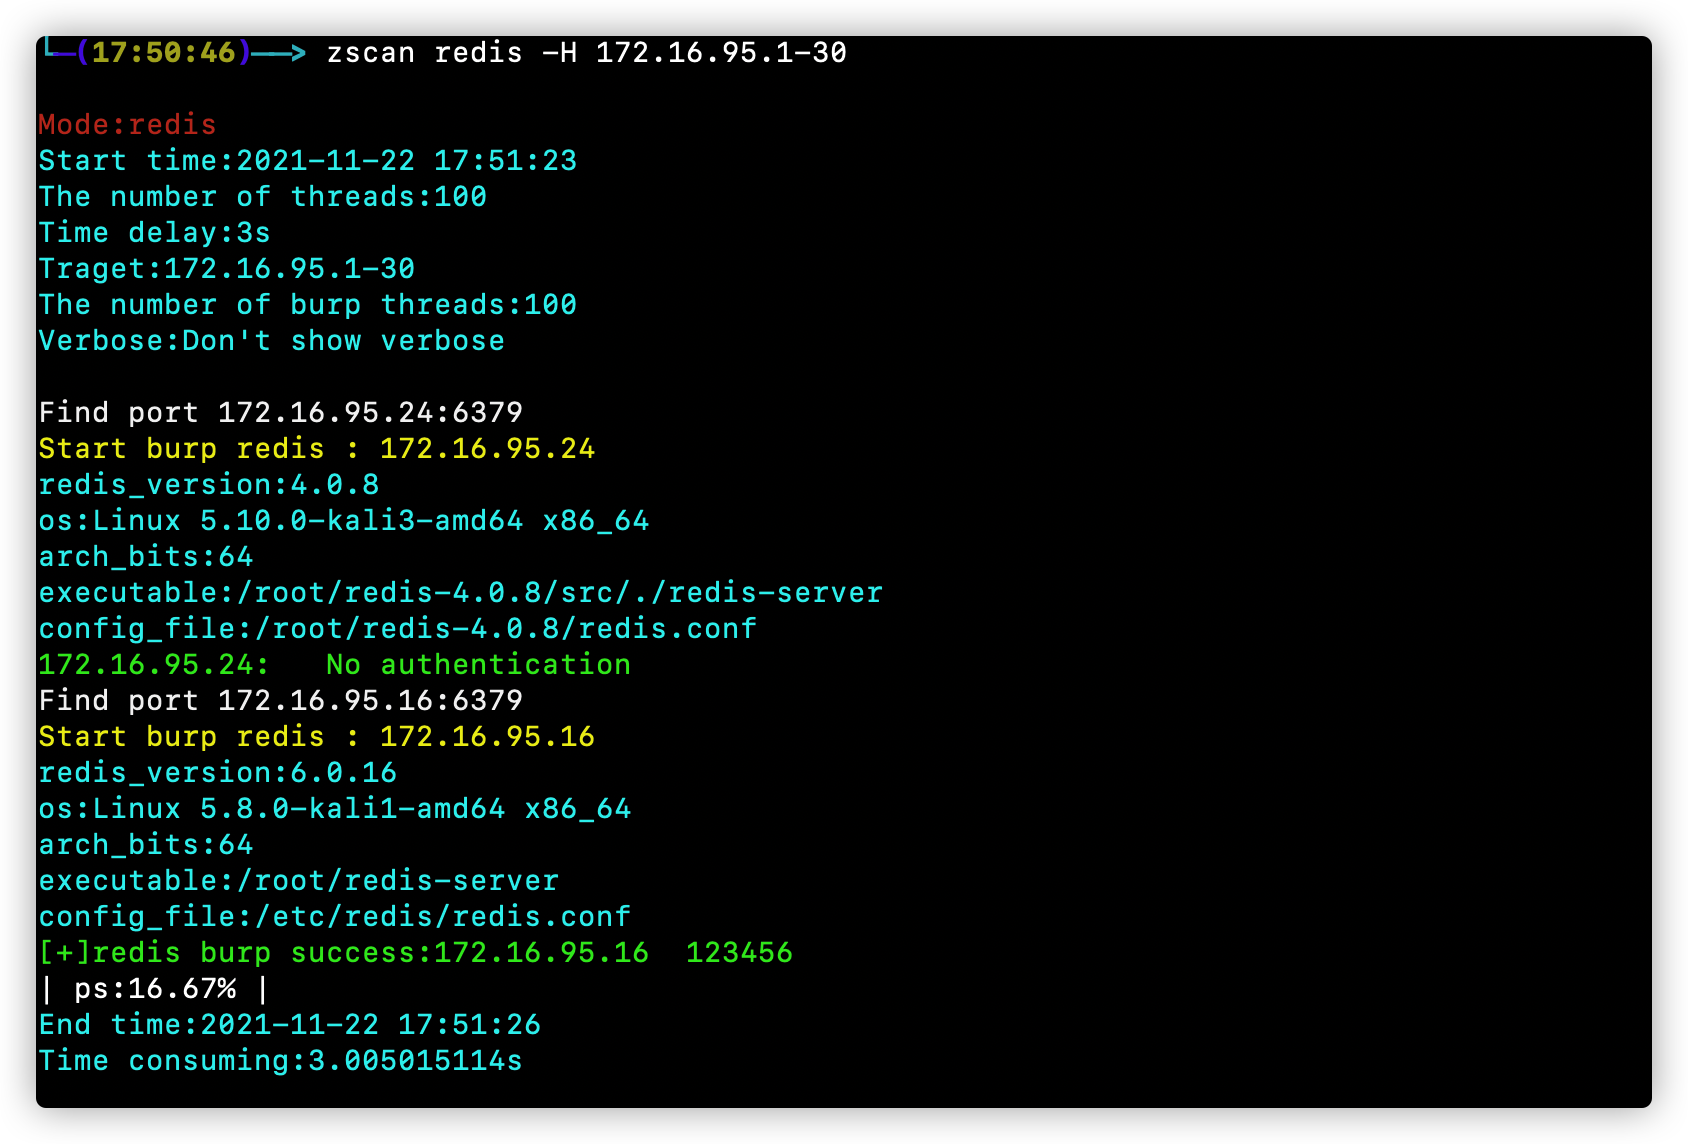 └─(17:50:46)──> zscan redis -H 172.16.95.1-30
Mode:redis
Start time:2021-11-22 17:51:23
The number of threads:100
Time delay:3s
Traget:172.16.95.1-30
The number of burp threads:100
Verbose:Don't show verbose
Find port 172.16.95.24:6379
Start burp redis : 172.16.95.24
redis_version:4.0.8
os:Linux 5.10.0-kali3-amd64 x86_64
arch_bits:64
executable:/root/redis-4.0.8/src/./redis-server
config_file:/root/redis-4.0.8/redis.conf
172.16.95.24:   No authentication
Find port 172.16.95.16:6379
Start burp redis : 172.16.95.16
redis_version:6.0.16
os:Linux 5.8.0-kali1-amd64 x86_64
arch_bits:64
executable:/root/redis-server
config_file:/etc/redis/redis.conf
[+]redis burp success:172.16.95.16  123456
| ps:16.67% |
End time:2021-11-22 17:51:26
Time consuming:3.005015114s